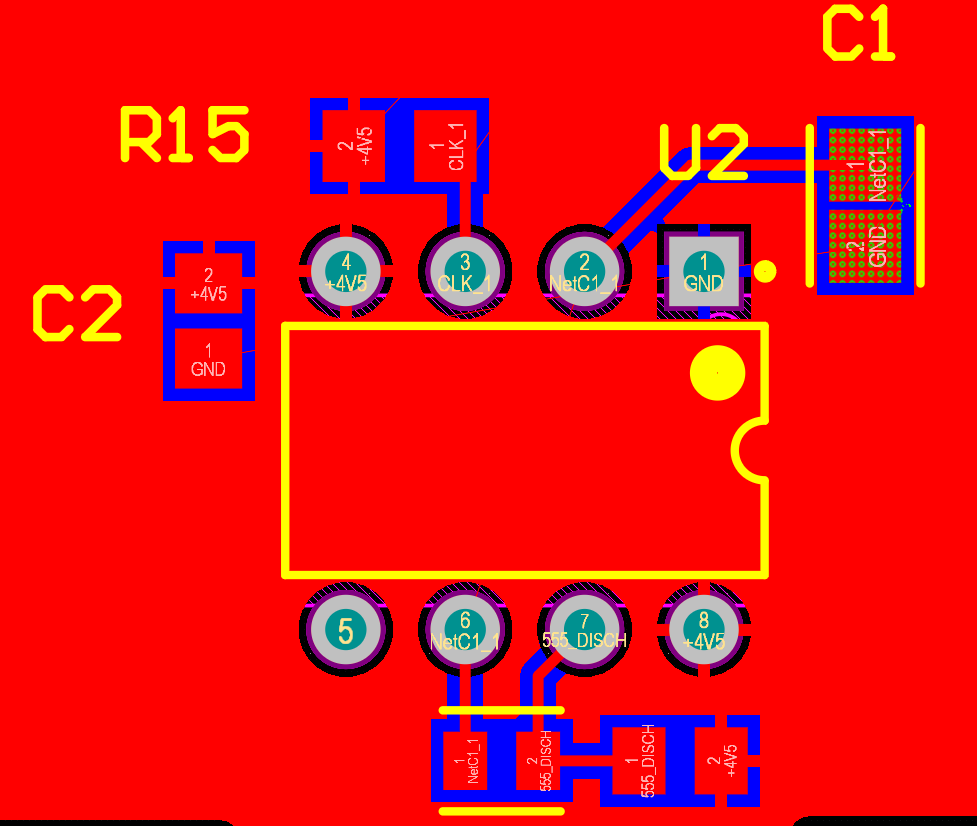 C1
R15
2
+4V5
1
CLK_1
U2
1
NetC1_1
2
GND
4
+4V5
3
CLK_1
2
NetC1_1
1
GND
C2
2
+4V5
1
GND
5
6
NetC1_1
7
555_DISCH
8
+4V5
1
NetC1_1
2
555_DISCH
1
555_DISCH
2
+4V5